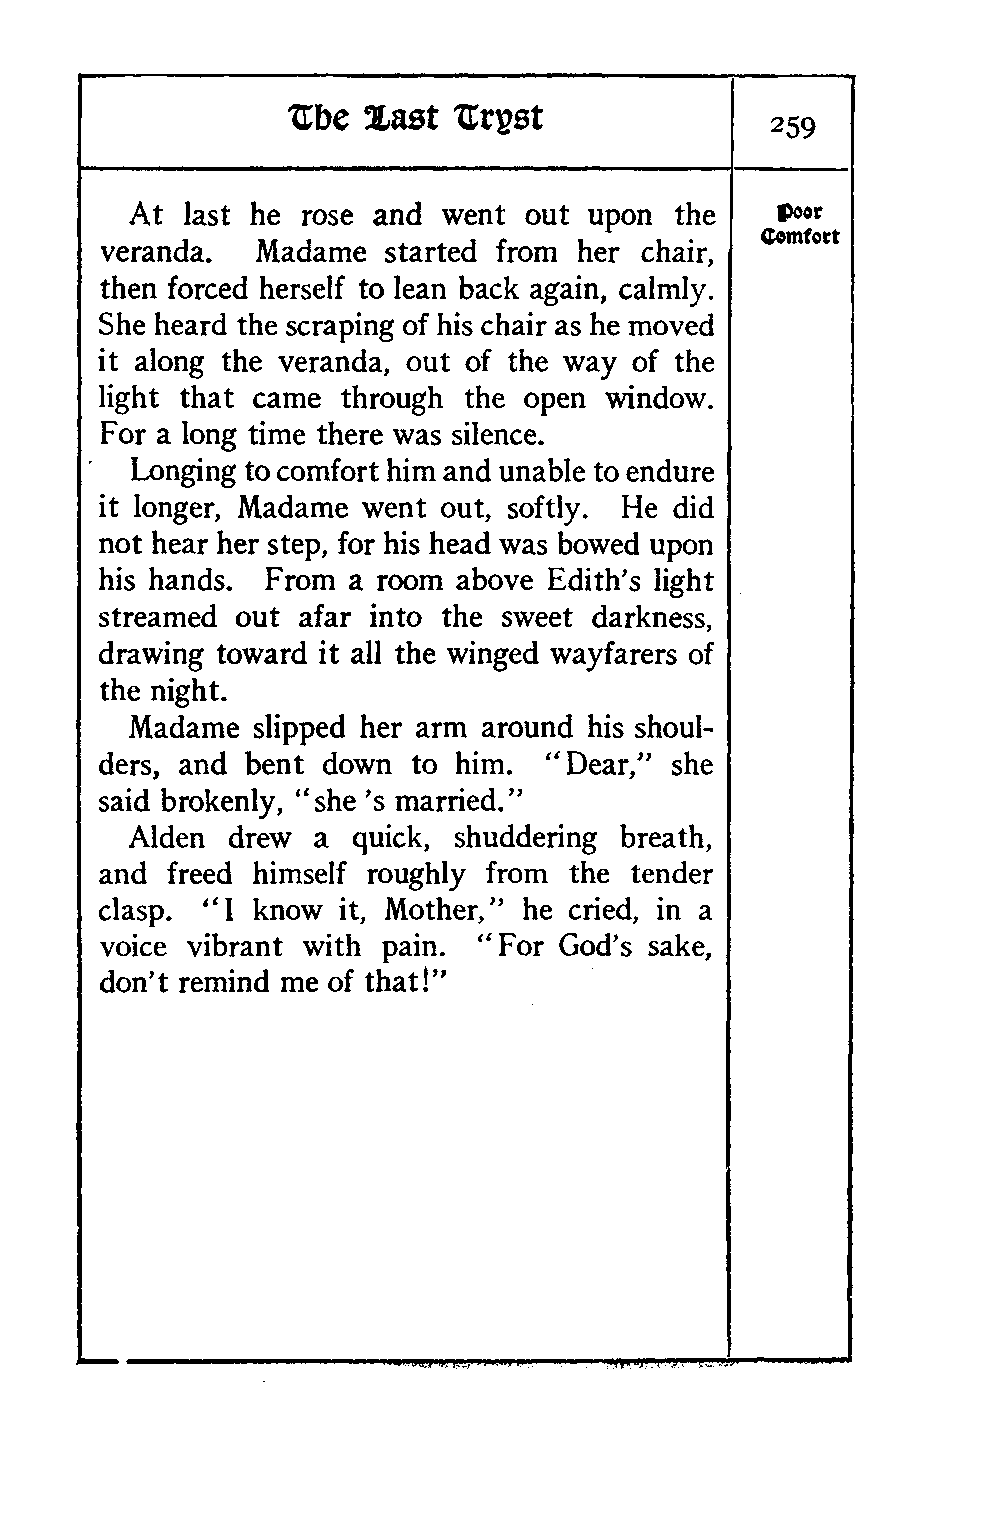 The Last Tryst
259
Poor
Comfort
At last he rose and went out upon the
veranda. Madame started from her chair,
then forced herself to lean back again, calmly.
She heard the scraping of his chair as he moved
it along the veranda, out of the way of the
light that came through the open window.
For a long time there was silence.
Longing to comfort him and unable to endure
it longer, Madame went out, softly. He did
not hear her step, for his head was bowed upon
his hands. From a room above Edith's light
streamed out afar into the sweet darkness,
drawing toward it all the winged wayfarers of
the night.
Madame slipped her arm around his shoul-
ders, and bent down to him. "Dear," she
said brokenly, "she 's married."
Alden drew a quick, shuddering breath,
and freed himself roughly from the tender
clasp. "I know it, Mother," he cried, in a
voice vibrant with pain. "For God's sake,
don't remind me of that!"